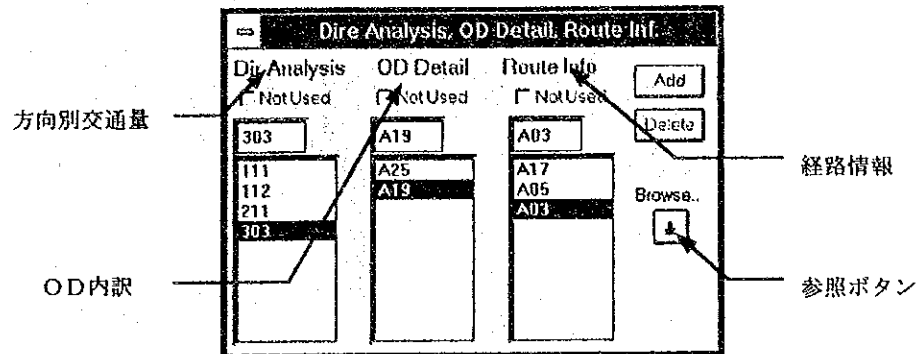 Dire Analysis, OD Detail, Route Inf.
Dir Analysis
OD Detail
Route Info
Not Used
Not Used
Not Used
Add
Delete
303
A19
A03
111
112
211
303
A25
A19
A17
A05
A03
Browse..
方向別交通量
OD内訳
経路情報
参照ボタン